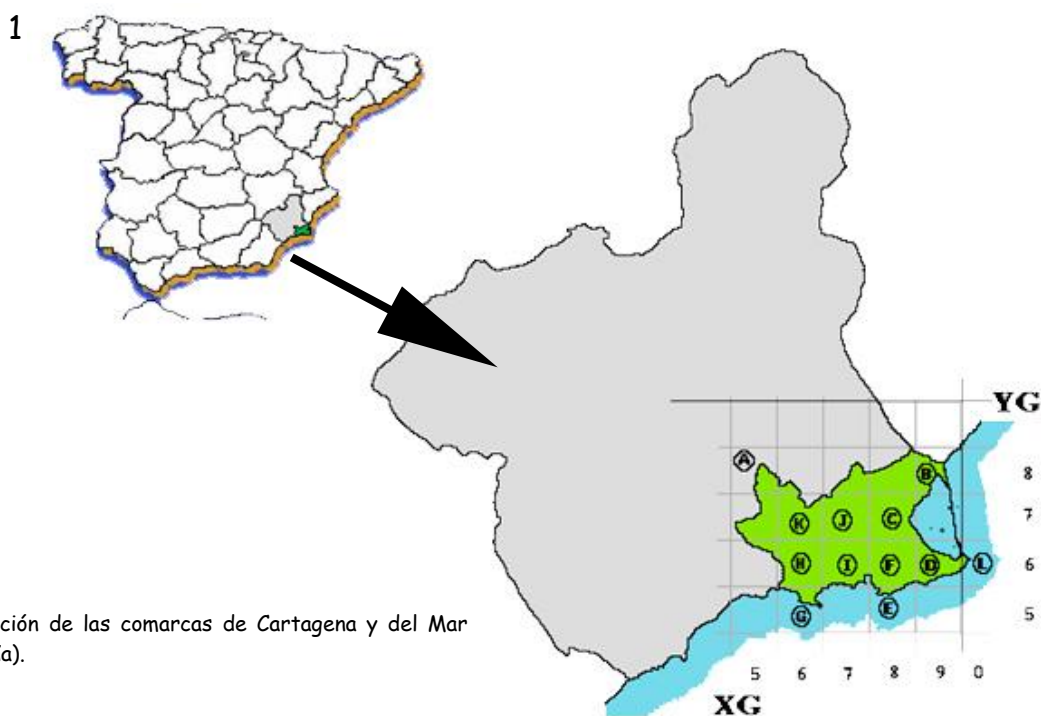 1
YG
A
B
8
K
J
C
7
H
I
F
D
L
6
G
E
5
5 6 7 8 9 0
XG
ción de las comarcas de Cartagena y del Mar
ía).